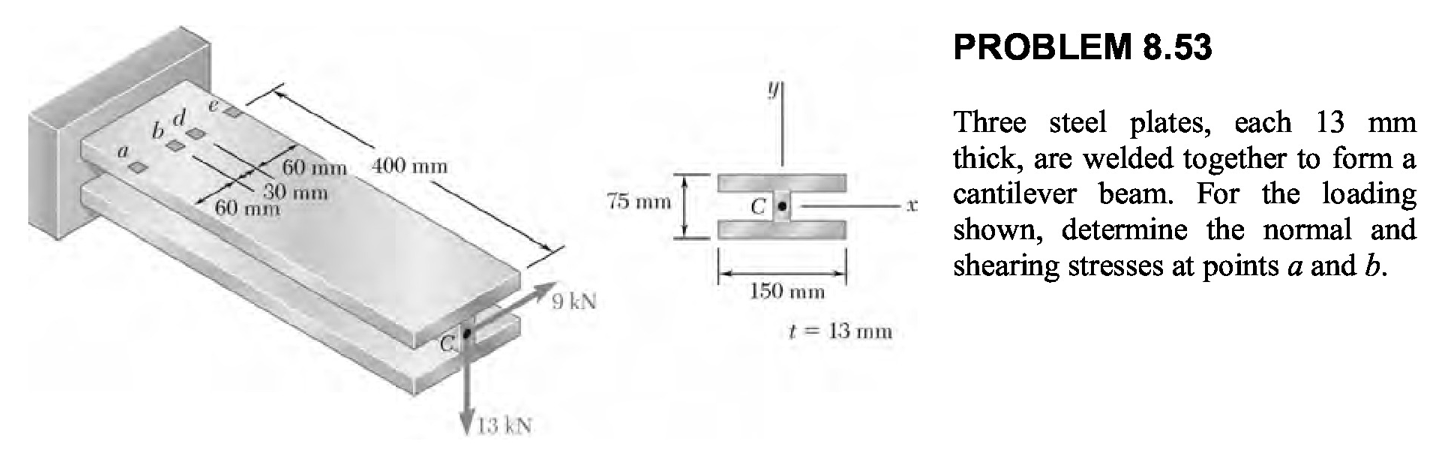 PROBLEM 8.53
Three steel plates, each 13 mm
thick, are welded together to form a
cantilever beam. For the loading
shown, determine the normal and
shearing stresses at points a and b.
a
b
d
e
60 mm
400 mm
30 mm
60 mm
9 kN
C
13 kN
y
75 mm
C
x
150 mm
t = 13 mm